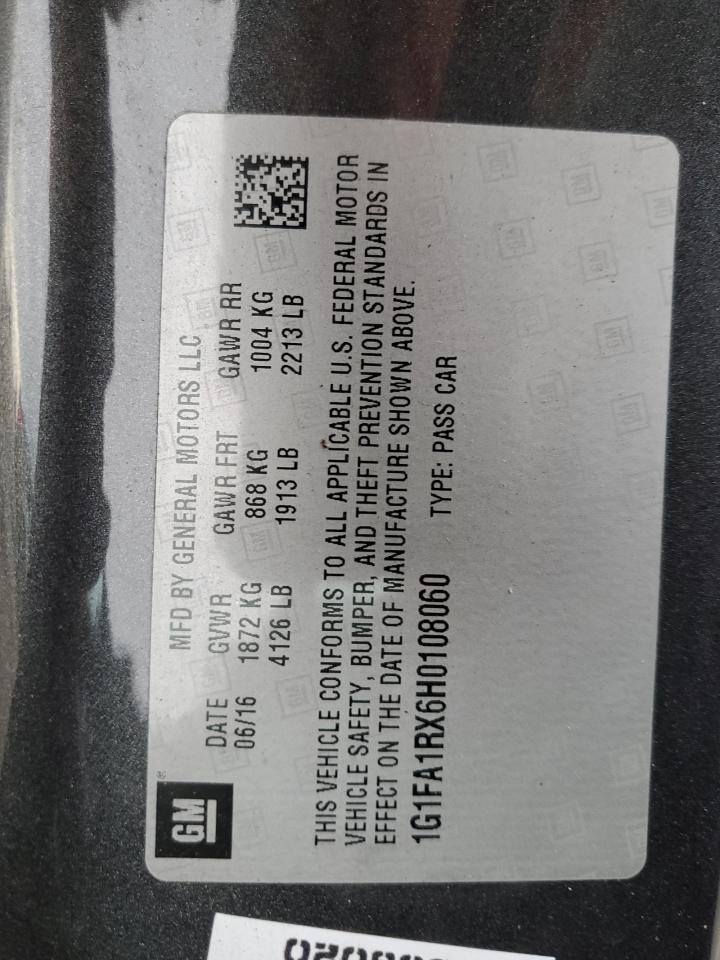 GM
MFD BY GENERAL MOTORS LLC
DATE GVWR GAWR FRT GAWR RR
06/16 1872 KG 868 KG 1004 KG
4126 LB 1913 LB 2213 LB
THIS VEHICLE CONFORMS TO ALL APPLICABLE U.S. FEDERAL MOTOR
VEHICLE SAFETY, BUMPER, AND THEFT PREVENTION STANDARDS IN
EFFECT ON THE DATE OF MANUFACTURE SHOWN ABOVE.
1G1FA1RX6H0108060 TYPE: PASS CAR